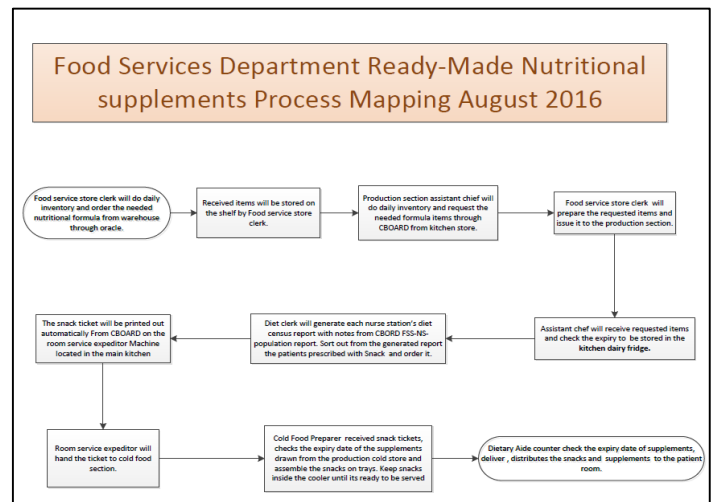 Food Services Department Ready-Made Nutritional
supplements Process Mapping August 2016
Food service store clerk will do daily
inventory and order the needed
nutritional formula from warehouse
through oracle.
Received items will be stored on
the shelf by Food service store
clerk.
Production section assistant chief will
do daily inventory and request the
needed formula items through
CBOARD from kitchen store.
Food service store clerk will
prepare the requested items and
issue it to the production section.
Assistant chef will receive requested items
and check the expiry to be stored in the
kitchen dairy fridge.
Diet clerk will generate each nurse station's diet
census report with notes from CBORD FSS-NS-
population report. Sort out from the generated report
the patients prescribed with Snack and order it.
The snack ticket will be printed out
automatically From CBOARD on the
room service expeditor Machine
located in the main kitchen
Room service expeditor will
hand the ticket to cold food
section.
Cold Food Preparer received snack tickets,
checks the expiry date of the supplements
drawn from the production cold store and
assemble the snacks on trays. Keep snacks
inside the cooler until its ready to be served
Dietary Aide counter check the expiry date of supplements,
deliver , distributes the snacks and supplements to the patient
room.